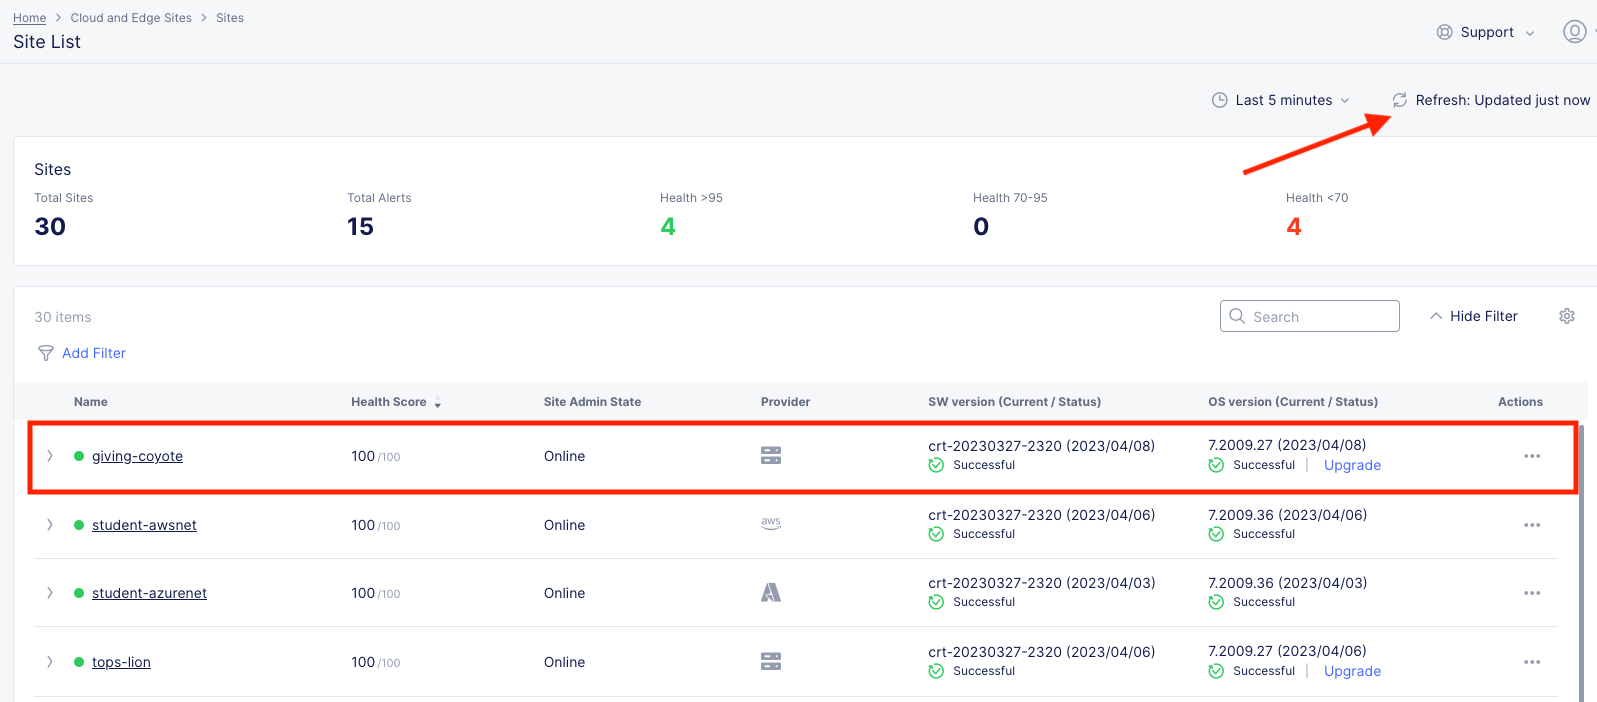 Home > Cloud and Edge Sites > Sites
Site List
Support
Last 5 minutes
Refresh: Updated just now
Sites
Total Sites
30
Total Alerts
15
Health >95
4
Health 70-95
0
Health <70
4
30 items
Search
Hide Filter
Add Filter
Name Health Score Site Admin State Provider SW version (Current / Status) OS version (Current / Status) Actions
giving-coyote 100 /100 Online crt-20230327-2320 (2023/04/08) 7.2009.27 (2023/04/08)
Successful Successful | Upgrade
student-awsnet 100 /100 Online aws crt-20230327-2320 (2023/04/06) 7.2009.36 (2023/04/06)
Successful Successful
student-azurenet 100 /100 Online crt-20230327-2320 (2023/04/03) 7.2009.36 (2023/04/03)
Successful Successful
tops-lion 100 /100 Online crt-20230327-2320 (2023/04/06) 7.2009.27 (2023/04/06)
Successful Successful | Upgrade